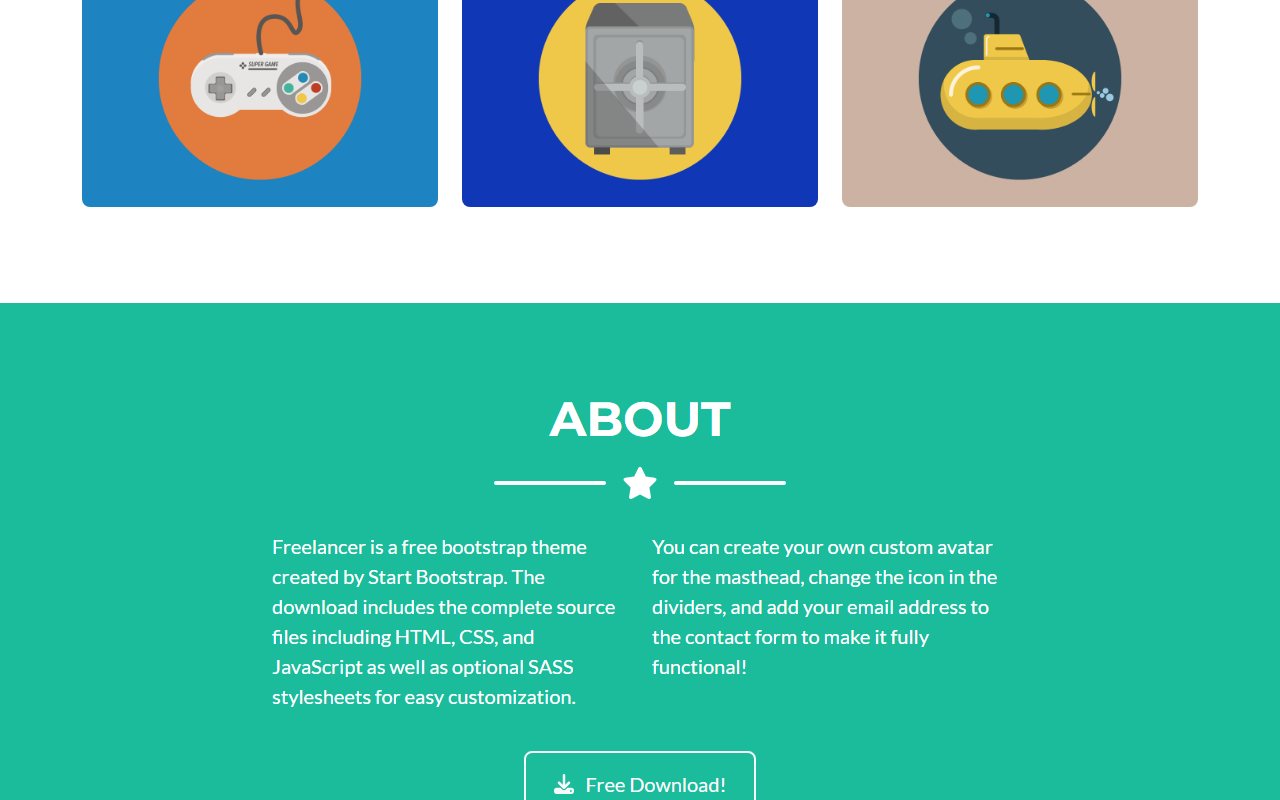 SUPER GAME
ABOUT
Freelancer is a free bootstrap theme
created by Start Bootstrap. The
download includes the complete source
files including HTML, CSS, and
JavaScript as well as optional SASS
stylesheets for easy customization.
You can create your own custom avatar
for the masthead, change the icon in the
dividers, and add your email address to
the contact form to make it fully
functional!
Free Download!